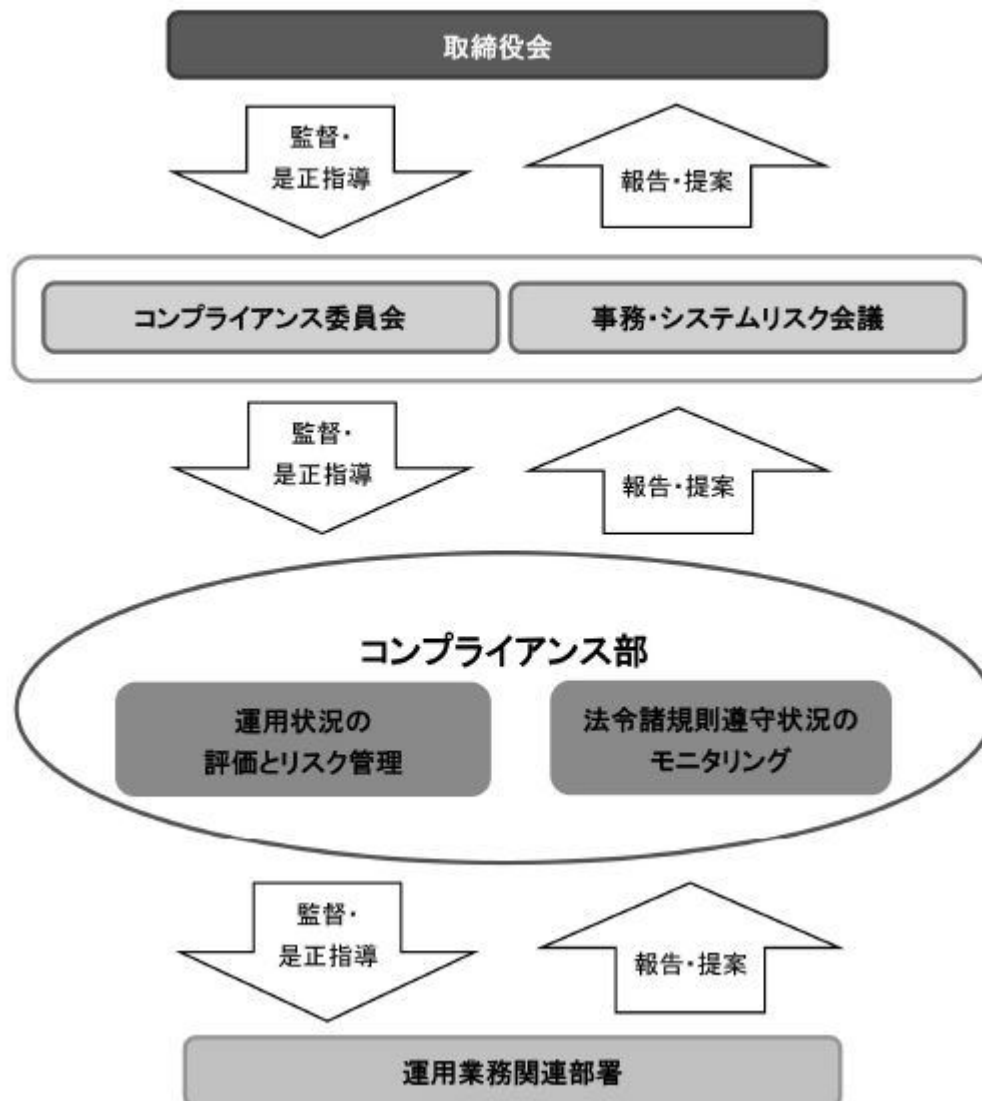 取締役会
監督・
是正指導
報告・提案
コンプライアンス委員会
事務・システムリスク会議
監督・
是正指導
報告・提案
コンプライアンス部
運用状況の
評価とリスク管理
法令諸規則遵守状況の
モニタリング
監督・
是正指導
報告・提案
運用業務関連部署